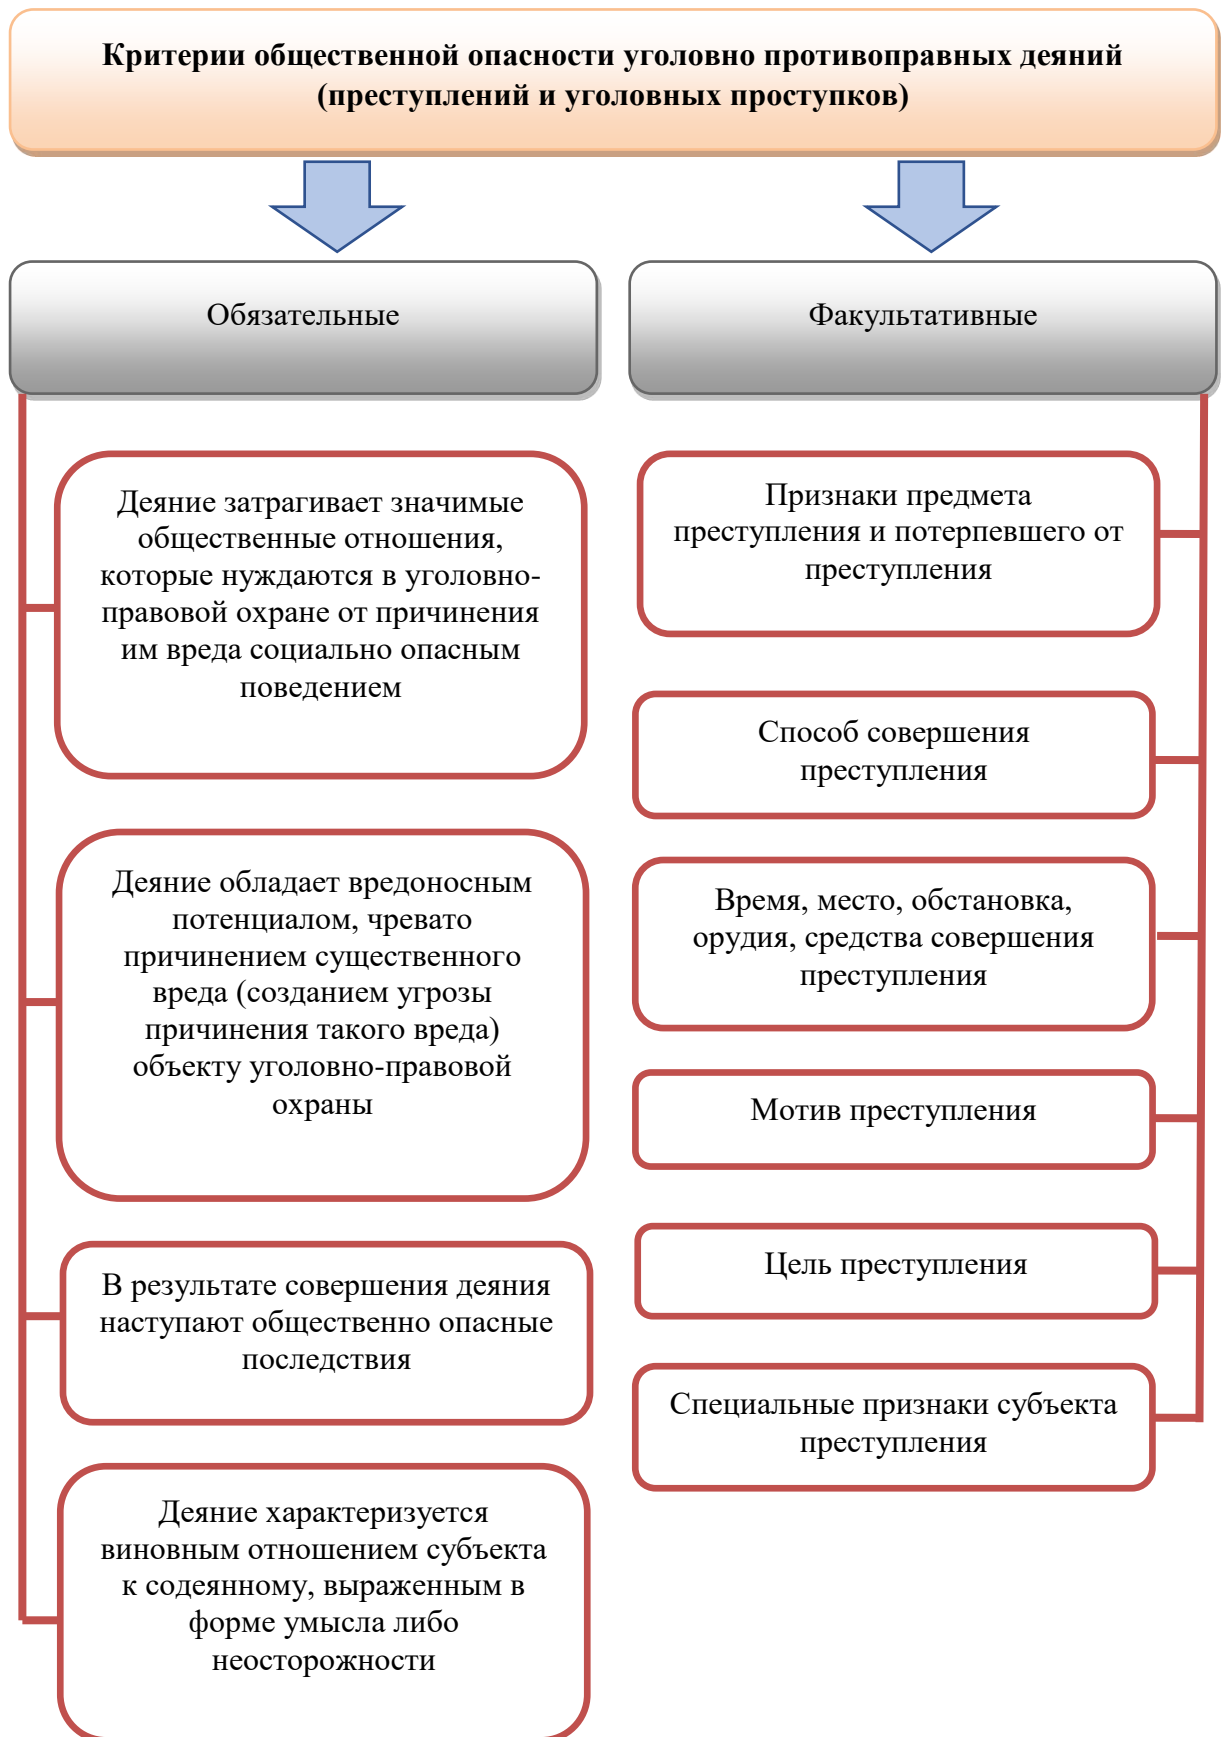 Критерии общественной опасности уголовно противоправных деяний
(преступлений и уголовных проступков)
Обязательные
Деяние затрагивает значимые
общественные отношения,
которые нуждаются в уголовно-
правовой охране от причинения
им вреда социально опасным
поведением
Деяние обладает вредоносным
потенциалом, чревато
причинением существенного
вреда (созданием угрозы
причинения такого вреда)
объекту уголовно-правовой
охраны
В результате совершения деяния
наступают общественно опасные
последствия
Деяние характеризуется
виновным отношением субъекта
к содеянному, выраженным в
форме умысла либо
неосторожности
Факультативные
Признаки предмета
преступления и потерпевшего от
преступления
Способ совершения
преступления
Время, место, обстановка,
орудия, средства совершения
преступления
Мотив преступления
Цель преступления
Специальные признаки субъекта
преступления